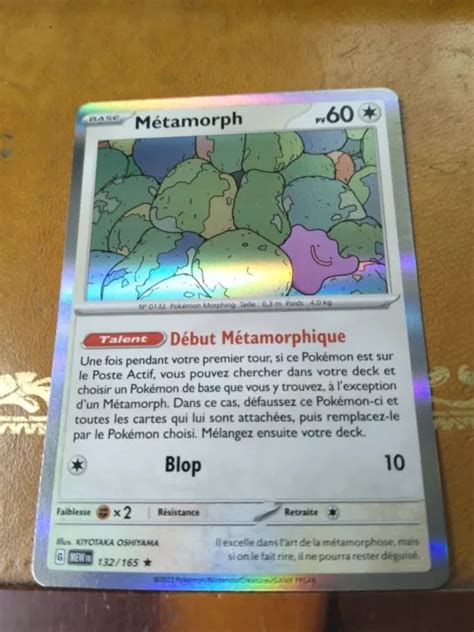 BASE Métamorph PV 60
N° 0132 Pokémon Morphing Taille : 0,3 m Poids : 4,0 kg
Talent Début Métamorphique
Une fois pendant votre premier tour, si ce Pokémon est sur
le Poste Actif, vous pouvez chercher dans votre deck et
choisir un Pokémon de base que vous y trouvez, à l'exception
d'un Métamorph. Dans ce cas, défaussez ce Pokémon-ci et
toutes les cartes qui lui sont attachées, puis remplacez-le
par le Pokémon choisi. Mélangez ensuite votre deck.
Blop 10
Faiblesse x 2 Résistance Retraite
Illus. KIYOTAKA OSHIYAMA
Il excelle dans l'art de la métamorphose, mais
si on le fait rire, il ne pourra rester déguisé.
G MEW FR 132/165 ★
©2023 Pokémon/Nintendo/Creatures/GAME FREAK